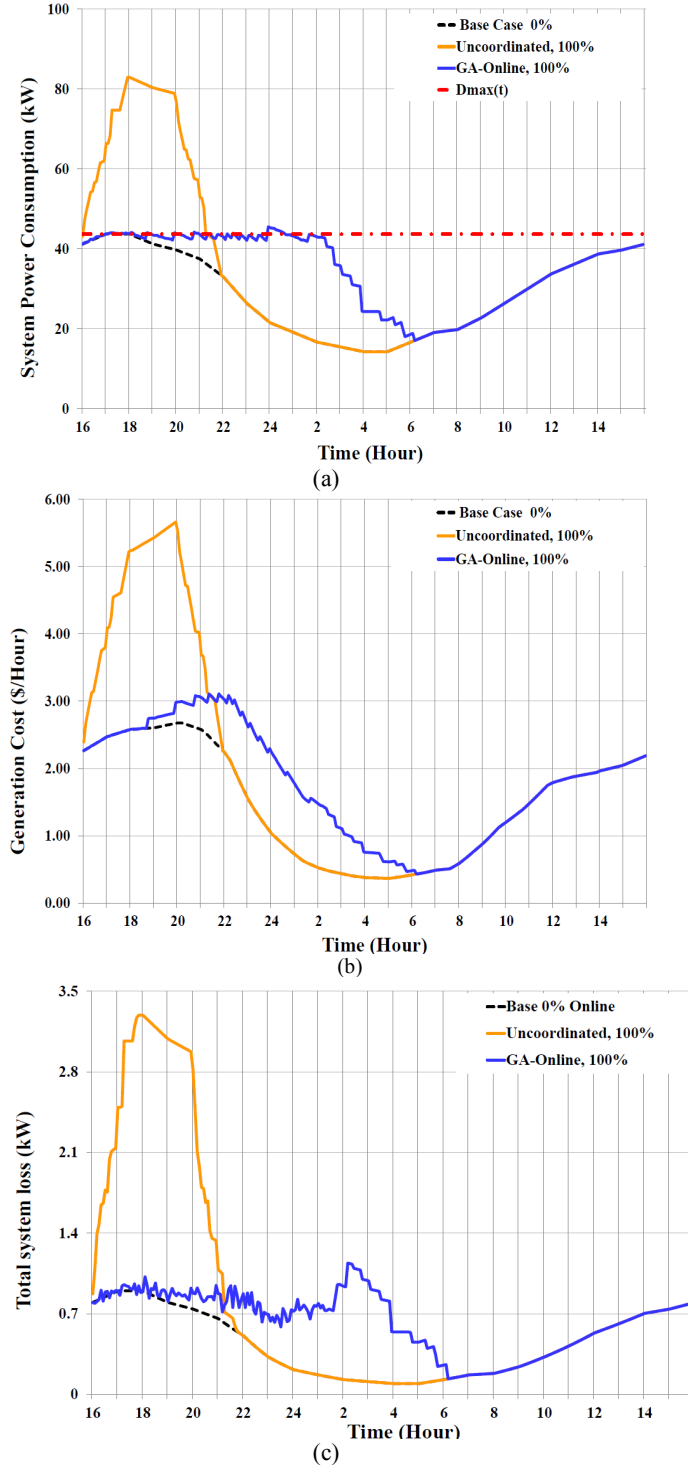 100
80
60
40
20
0
System Power Consumption (kW)
Base Case 0%
Uncoordinated, 100%
GA-Online, 100%
Dmax(t)
16 18 20 22 24 2 4 6 8 10 12 14
Time (Hour)
(a)
6.00
5.00
4.00
3.00
2.00
1.00
0.00
Generation Cost ($/Hour)
Base Case 0%
Uncoordinated, 100%
GA-Online, 100%
16 18 20 22 24 2 4 6 8 10 12 14
Time (Hour)
(b)
3.5
2.8
2.1
1.4
0.7
0
Total system loss (kW)
Base 0% Online
Uncoordinated, 100%
GA-Online, 100%
16 18 20 22 24 2 4 6 8 10 12 14
Time (Hour)
(c)